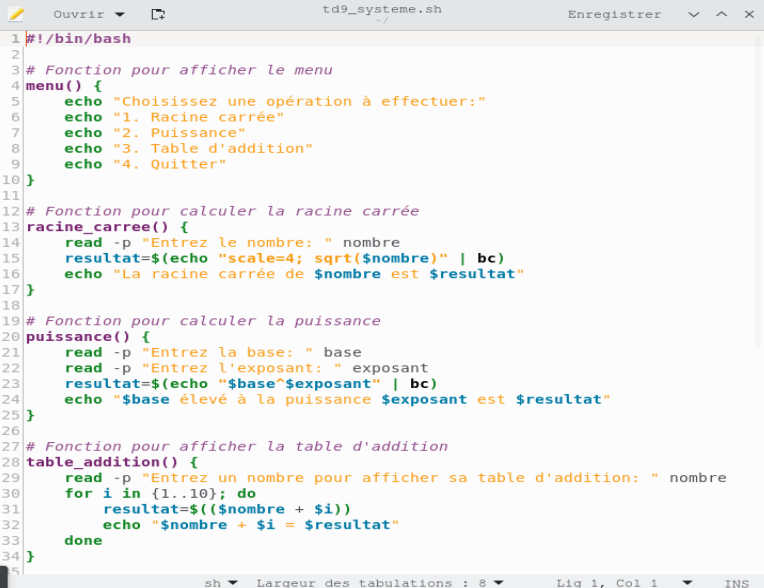 Ouvrir
td9_systeme.sh
~/
Enregistrer
1 #!/bin/bash
2
3 # Fonction pour afficher le menu
4 menu() {
5     echo "Choisissez une opération à effectuer:"
6     echo "1. Racine carrée"
7     echo "2. Puissance"
8     echo "3. Table d'addition"
9     echo "4. Quitter"
10 }
11
12 # Fonction pour calculer la racine carrée
13 racine_carree() {
14     read -p "Entrez le nombre: " nombre
15     resultat=$(echo "scale=4; sqrt($nombre)" | bc)
16     echo "La racine carrée de $nombre est $resultat"
17 }
18
19 # Fonction pour calculer la puissance
20 puissance() {
21     read -p "Entrez la base: " base
22     read -p "Entrez l'exposant: " exposant
23     resultat=$(echo "$base^$exposant" | bc)
24     echo "$base élevé à la puissance $exposant est $resultat"
25 }
26
27 # Fonction pour afficher la table d'addition
28 table_addition() {
29     read -p "Entrez un nombre pour afficher sa table d'addition: " nombre
30     for i in {1..10}; do
31         resultat=$(($nombre + $i))
32         echo "$nombre + $i = $resultat"
33     done
34 }
35
sh Largeur des tabulations : 8 Lig 1, Col 1 INS